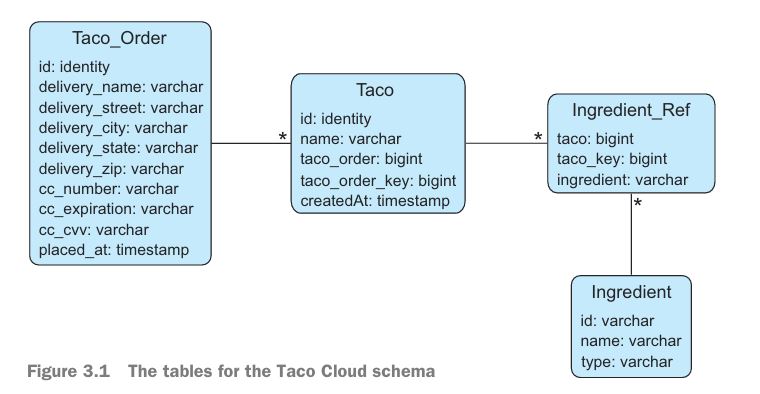 Taco_Order
id: identity
delivery_name: varchar
delivery_street: varchar
delivery_city: varchar
delivery_state: varchar
delivery_zip: varchar
cc_number: varchar
cc_expiration: varchar
cc_cvv: varchar
placed_at: timestamp
*
Taco
id: identity
name: varchar
taco_order: bigint
taco_order_key: bigint
createdAt: timestamp
*
Ingredient_Ref
taco: bigint
taco_key: bigint
ingredient: varchar
*
Ingredient
id: varchar
name: varchar
type: varchar
Figure 3.1 The tables for the Taco Cloud schema